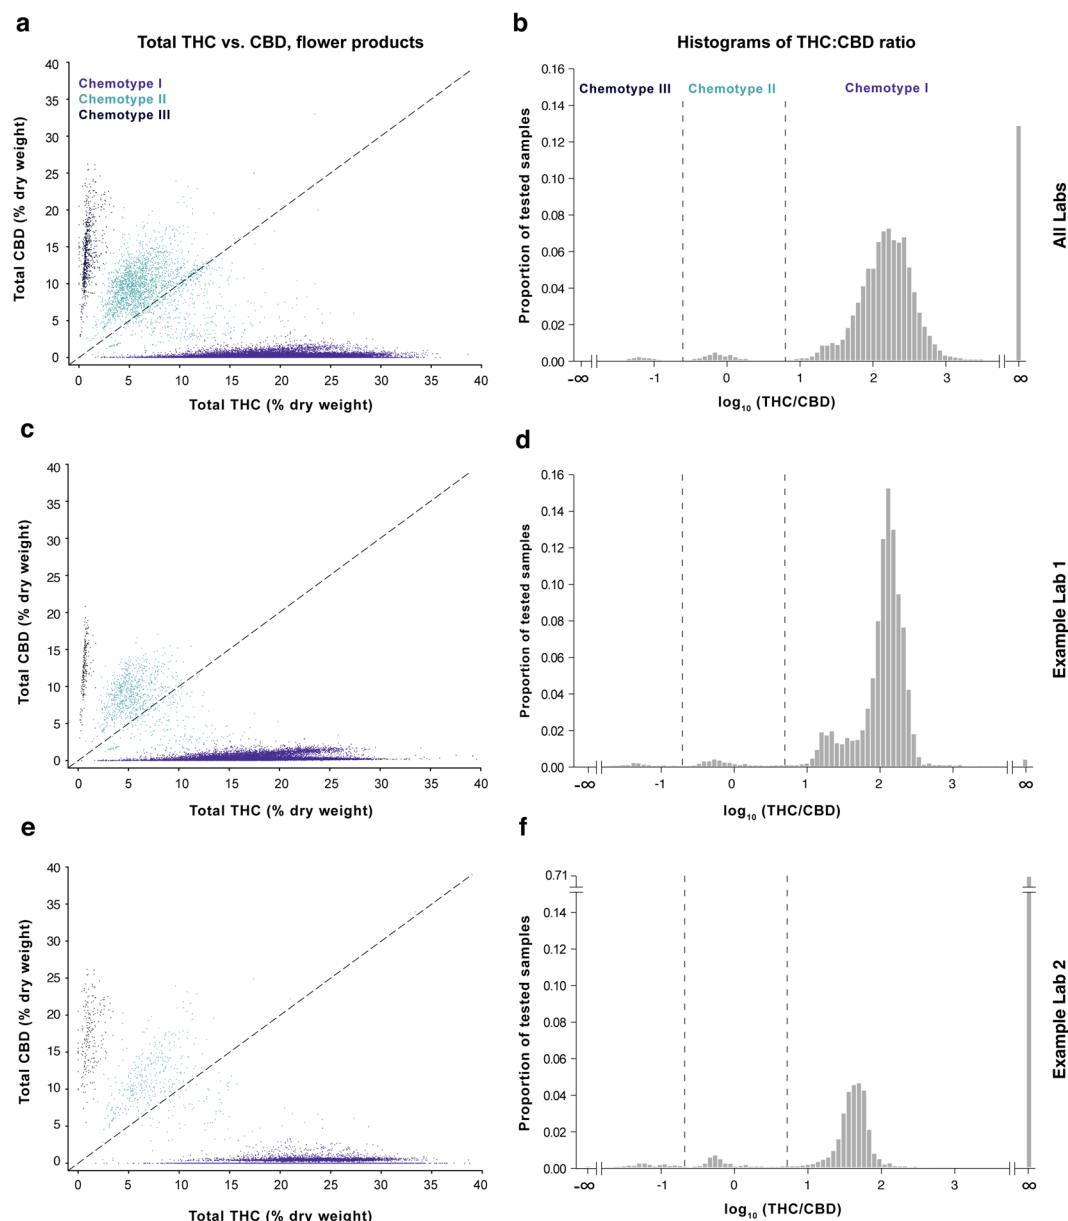 a
Total THC vs. CBD, flower products
Total CBD (% dry weight)
40
35
30
25
20
15
10
5
0
Chemotype I
Chemotype II
Chemotype III
0 5 10 15 20 25 30 35 40
Total THC (% dry weight)
b
Histograms of THC:CBD ratio
Proportion of tested samples
0.16
0.14
0.12
0.10
0.08
0.06
0.04
0.02
0.00
Chemotype III Chemotype II Chemotype I
-∞ -1 0 1 2 3 ∞
log10 (THC/CBD)
All Labs
c
Total CBD (% dry weight)
40
35
30
25
20
15
10
5
0
0 5 10 15 20 25 30 35 40
Total THC (% dry weight)
d
Proportion of tested samples
0.16
0.14
0.12
0.10
0.08
0.06
0.04
0.02
0.00
-∞ -1 0 1 2 3 ∞
log10 (THC/CBD)
Example Lab 1
e
Total CBD (% dry weight)
40
35
30
25
20
15
10
5
0
0 5 10 15 20 25 30 35 40
Total THC (% dry weight)
f
Proportion of tested samples
0.71
0.14
0.12
0.10
0.08
0.06
0.04
0.02
0.00
-∞ -1 0 1 2 3 ∞
log10 (THC/CBD)
Example Lab 2